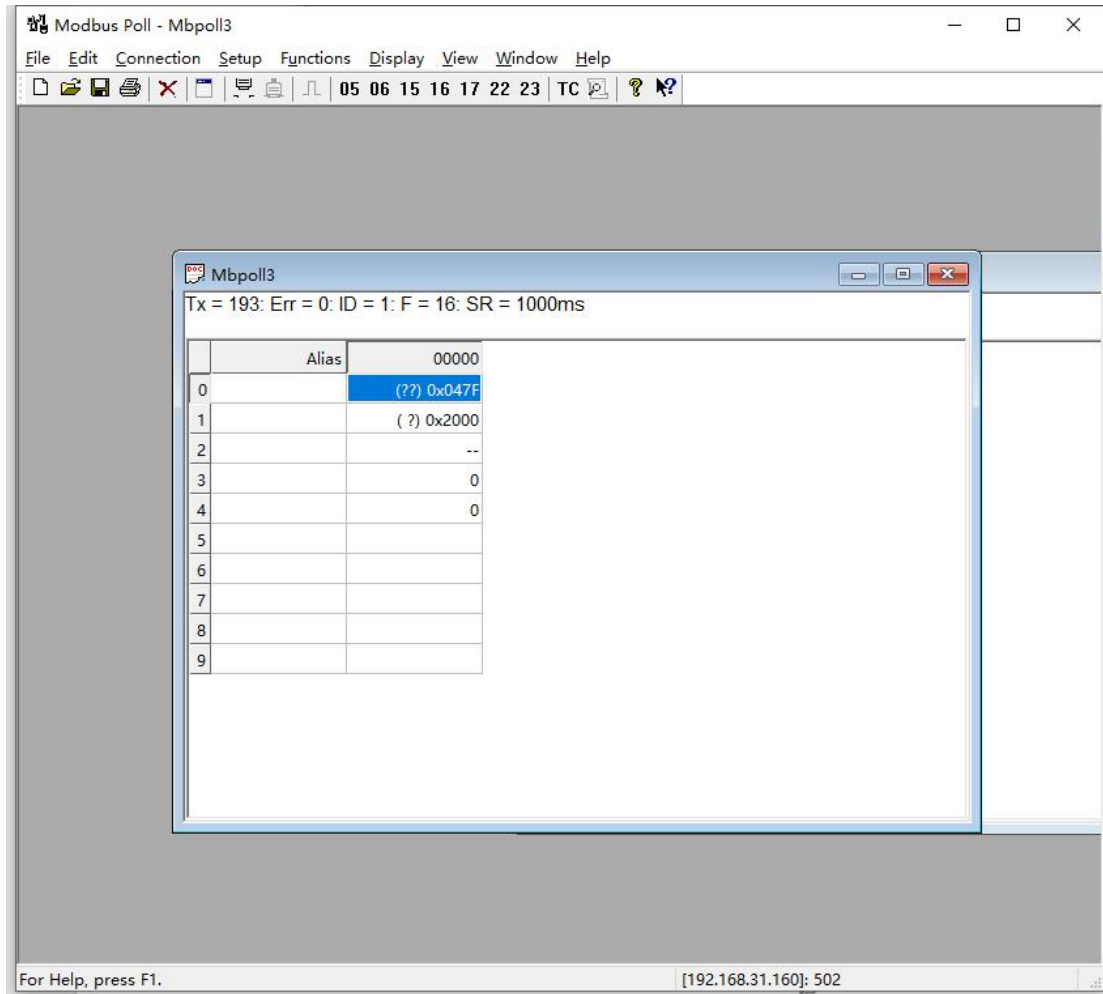 Modbus Poll - Mbpoll3
File Edit Connection Setup Functions Display View Window Help
05 06 15 16 17 22 23 TC
Mbpoll3
Tx = 193: Err = 0: ID = 1: F = 16: SR = 1000ms
Alias 00000
0 (??) 0x047F
1 ( ?) 0x2000
2 --
3 0
4 0
5
6
7
8
9
For Help, press F1. [192.168.31.160]: 502